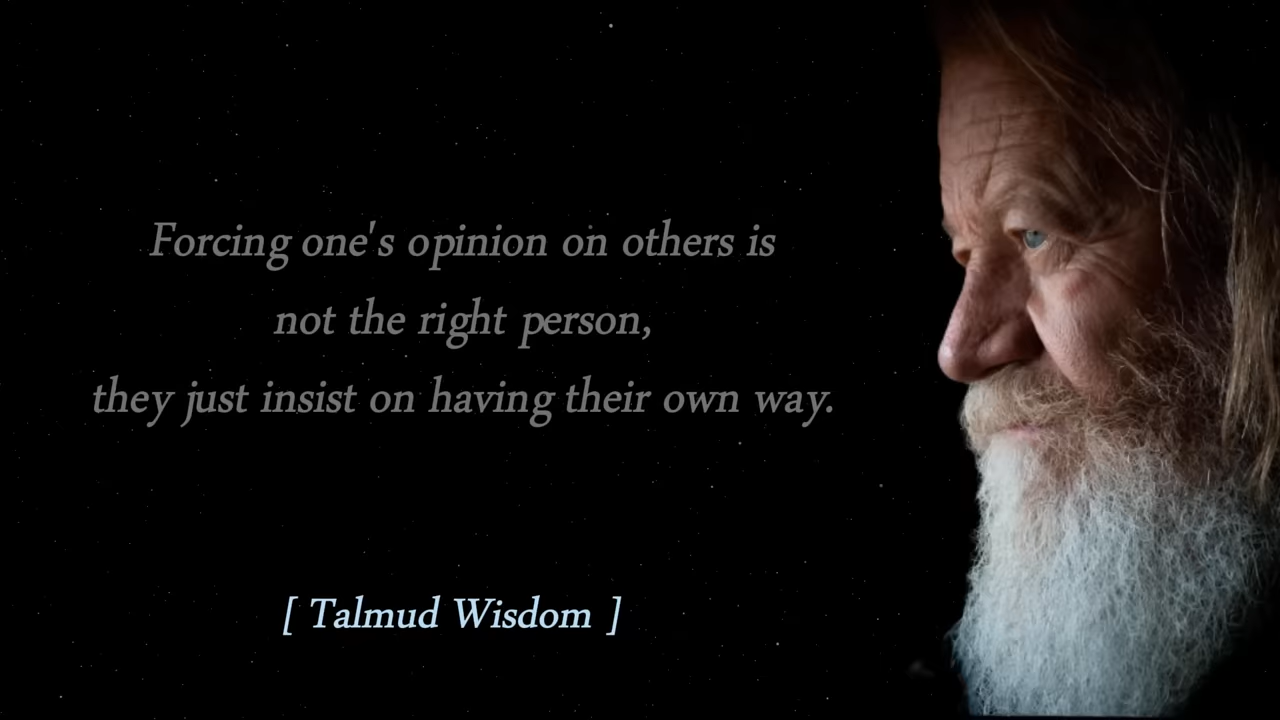 Forcing one's opinion on others is
not the right person,
they just insist on having their own way.
[ Talmud Wisdom ]